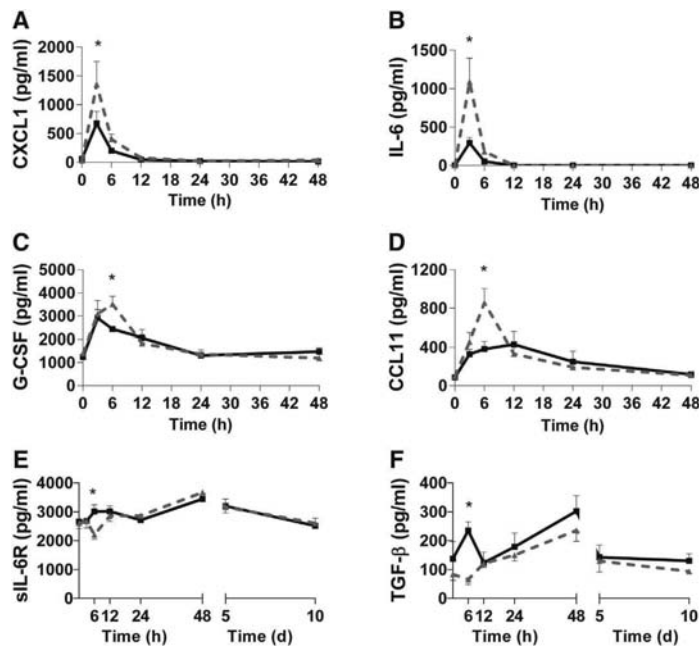 A
*
CXCL1 (pg/ml)
2000
1500
1000
500
0
0 6 12 18 24 30 36 42 48
Time (h)
B
*
IL-6 (pg/ml)
1500
1000
500
0
0 6 12 18 24 30 36 42 48
Time (h)
C
*
G-CSF (pg/ml)
5000
4000
3000
2000
1000
0
0 6 12 18 24 30 36 42 48
Time (h)
D
*
CCL11 (pg/ml)
1200
800
400
0
0 6 12 18 24 30 36 42 48
Time (h)
E
*
sIL-6R (pg/ml)
4000
3000
2000
1000
0
6 12 24 48 5 10
Time (h) Time (d)
F
*
TGF-β (pg/ml)
400
300
200
100
0
6 12 24 48 5 10
Time (h) Time (d)